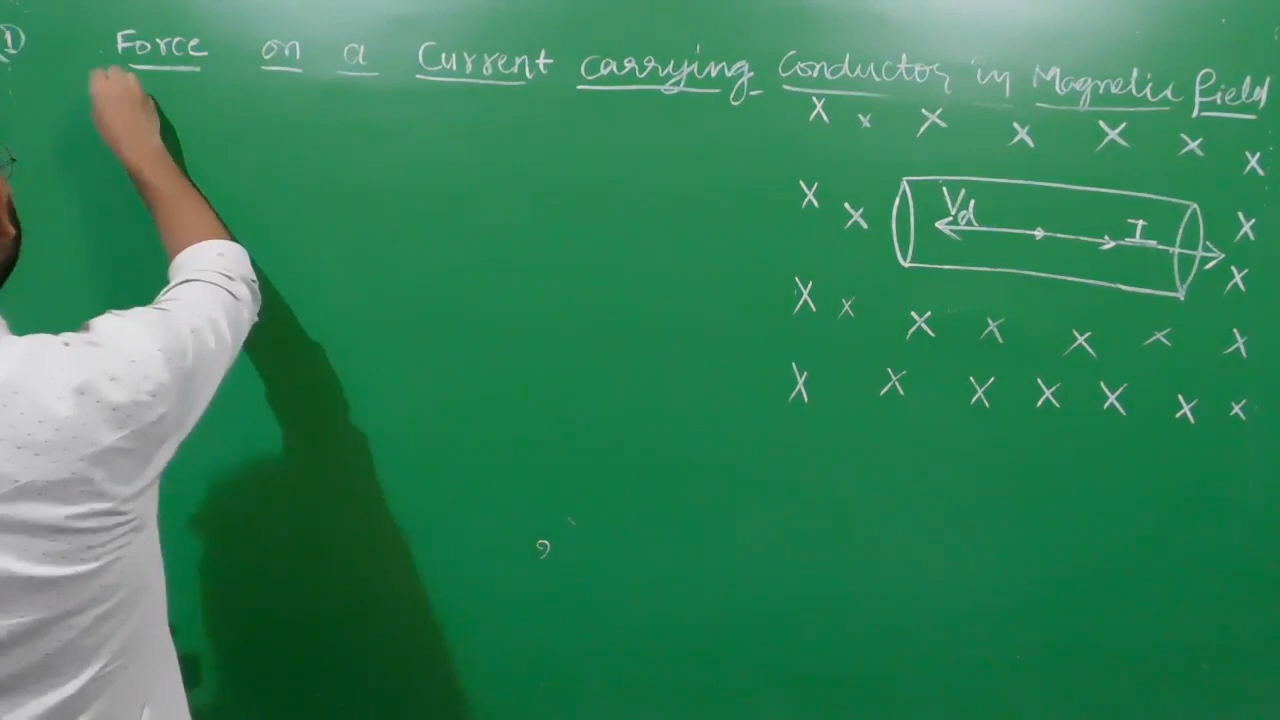 ① Force on a Current carrying Conductor in Magnetic field
X x X X X X X
X X Vd I X
X
X X X X X X X
X X X X X X X
X